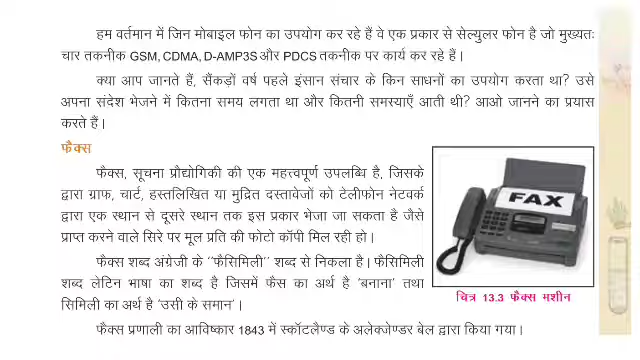 हम वर्तमान में जिन मोबाइल फोन का उपयोग कर रहे हैं वे एक प्रकार से सेल्युलर फोन है जो मुख्यतः
चार तकनीक GSM, CDMA, D-AMP3S और PDCS तकनीक पर कार्य कर रहे हैं।
क्या आप जानते हैं, सैंकड़ों वर्ष पहले इंसान संचार के किन साधनों का उपयोग करता था? उसे
अपना संदेश भेजने में कितना समय लगता था और कितनी समस्याएँ आती थी? आओ जानने का प्रयास
करते हैं।
फैक्स
फैक्स, सूचना प्रौद्योगिकी की एक महत्वपूर्ण उपलब्धि है, जिसके
द्वारा ग्राफ, चार्ट, हस्तलिखित या मुद्रित दस्तावेजों को टेलीफोन नेटवर्क
द्वारा एक स्थान से दूसरे स्थान तक इस प्रकार भेजा जा सकता है जैसे
प्राप्त करने वाले सिरे पर मूल प्रति की फोटो कॉपी मिल रही हो।
फैक्स शब्द अंग्रेजी के "फैसिमिली" शब्द से निकला है। फैसिमिली
शब्द लेटिन भाषा का शब्द है जिसमें फैस का अर्थ है 'बनाना' तथा
सिमिली का अर्थ है 'उसी के समान'।
FAX
चित्र 13.3 फैक्स मशीन
फैक्स प्रणाली का आविष्कार 1843 में स्कॉटलैण्ड के अलेक्जेण्डर बेल द्वारा किया गया।